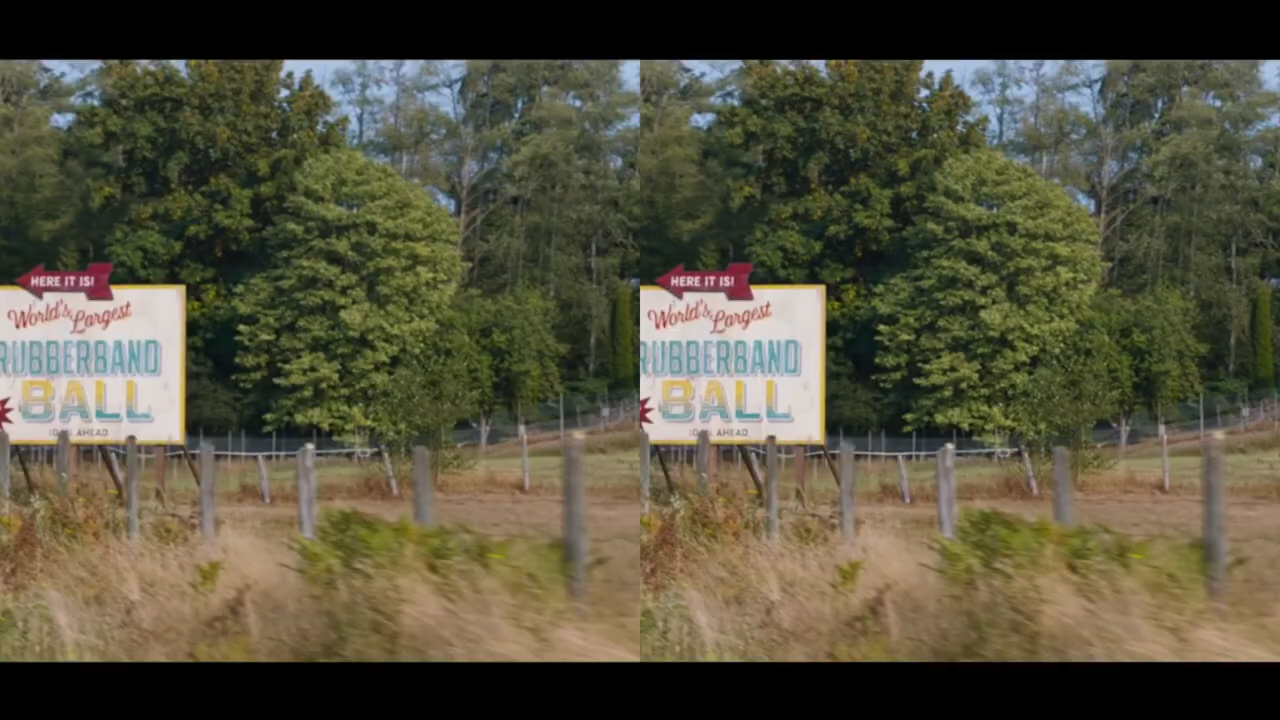 HERE IT IS!
World's Largest
RUBBERBAND
BALL
AHEAD
HERE IT IS!
World's Largest
RUBBERBAND
BALL
AHEAD